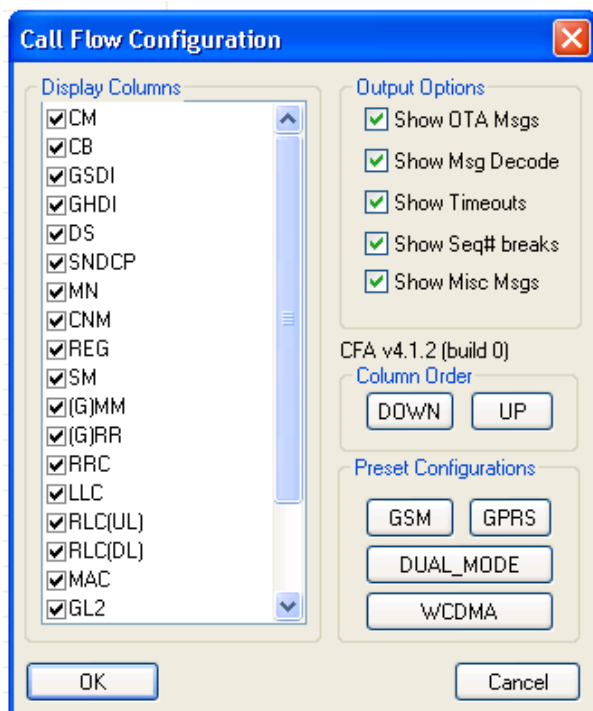 Call Flow Configuration
Display Columns
CM
CB
GSDI
GHDI
DS
SNDCP
MN
CNM
REG
SM
(G)MM
(G)RR
RRC
LLC
RLC(UL)
RLC(DL)
MAC
GL2
Output Options
Show OTA Msgs
Show Msg Decode
Show Timeouts
Show Seq# breaks
Show Misc Msgs
CFA v4.1.2 (build 0)
Column Order
DOWN UP
Preset Configurations
GSM GPRS
DUAL_MODE
WCDMA
OK Cancel